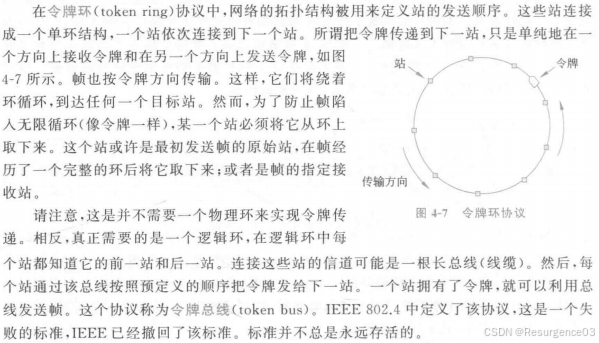 在令牌环(token ring)协议中,网络的拓扑结构被用来定义站的发送顺序。这些站连接
成一个单环结构,一个站依次连接到下一个站。所谓把令牌传递到下一站,只是单纯地在一
个方向上接收令牌和在另一个方向上发送令牌,如图
4-7 所示。帧也按令牌方向传输。这样,它们将绕着
环循环,到达任何一个目标站。然而,为了防止帧陷
入无限循环(像令牌一样),某一个站必须将它从环上
取下来。这个站或许是最初发送帧的原始站,在帧经
历了一个完整的环后将它取下来;或者是帧的指定接
收站。
站
令牌
传输方向
图 4-7 令牌环协议
请注意,这是并不需要一个物理环来实现令牌传
递。相反,真正需要的是一个逻辑环,在逻辑环中每
个站都知道它的前一站和后一站。连接这些站的信道可能是一根长总线(线缆)。然后,每
个站通过该总线按照预定义的顺序把令牌发给下一站。一个站拥有了令牌,就可以利用总
线发送帧。这个协议称为令牌总线(token bus)。IEEE 802.4 中定义了该协议,这是一个失
败的标准,IEEE 已经撤回了该标准。标准并不总是永远存活的。
CSDN @Resurgence03